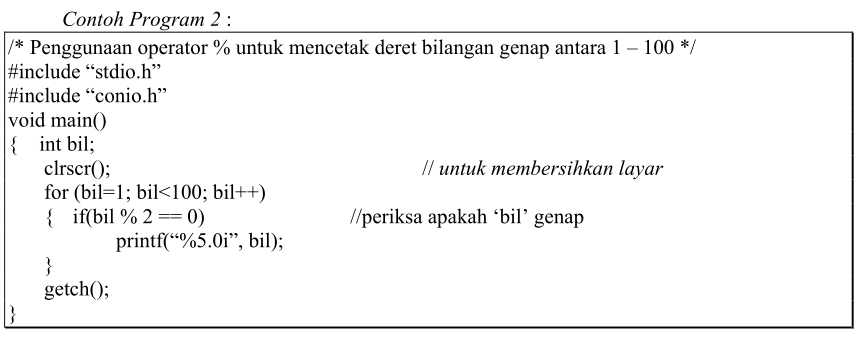 Contoh Program 2 :
/* Penggunaan operator % untuk mencetak deret bilangan genap antara 1 – 100 */
#include “stdio.h”
#include “conio.h”
void main()
{ int bil;
clrscr(); // untuk membersihkan layar
for (bil=1; bil<100; bil++)
{ if(bil % 2 == 0) //periksa apakah ‘bil’ genap
printf(“%5.0i”, bil);
}
getch();
}